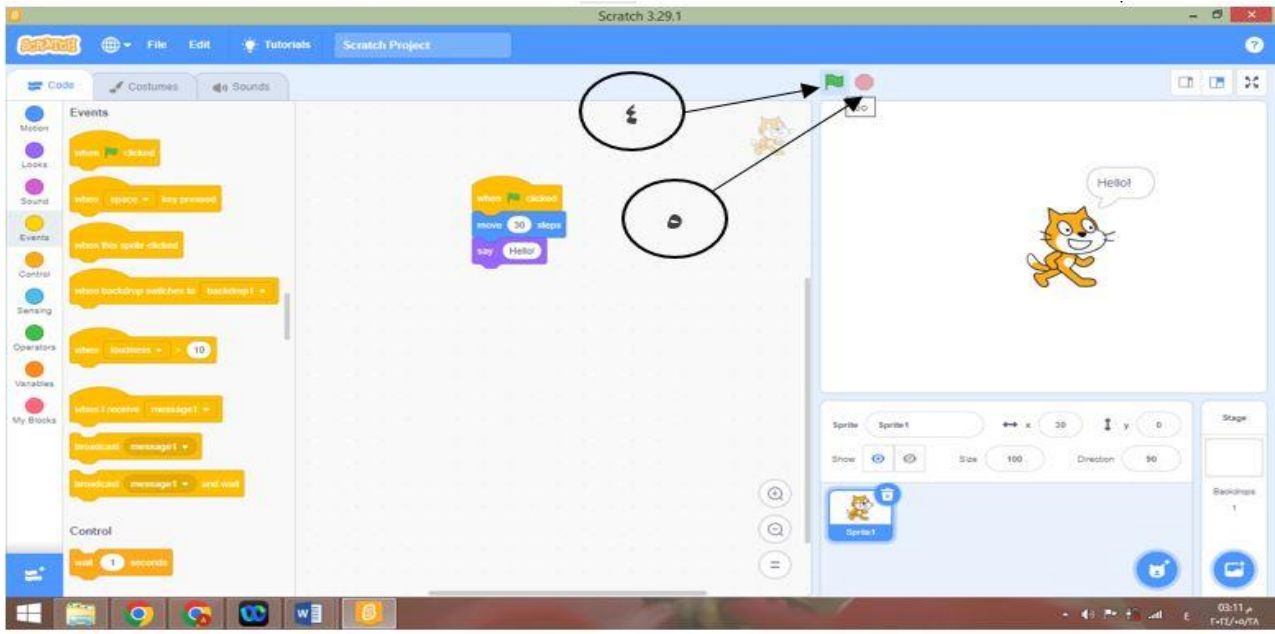 Scratch 3.29.1
SCRATCH File Edit Tutorials Scratch Project
Code Costumes Sounds
Motion
Looks
Sound
Events
Control
Sensing
Operators
Variables
My Blocks
Events
when clicked
when space key pressed
when this sprite clicked
when backdrop switches to backdrop1
when loudness > 10
when I receive message1
broadcast message1
broadcast message1 and wait
Control
wait 1 seconds
when clicked
move 30 steps
say Hello!
٤
٥
Hello!
Sprite Sprite1 x 30 y 0
Show Size 100 Direction 90
Sprite1
Stage
Backdrops
1
ع
03:11 م
٢٠٢٤/٠٥/٢٨